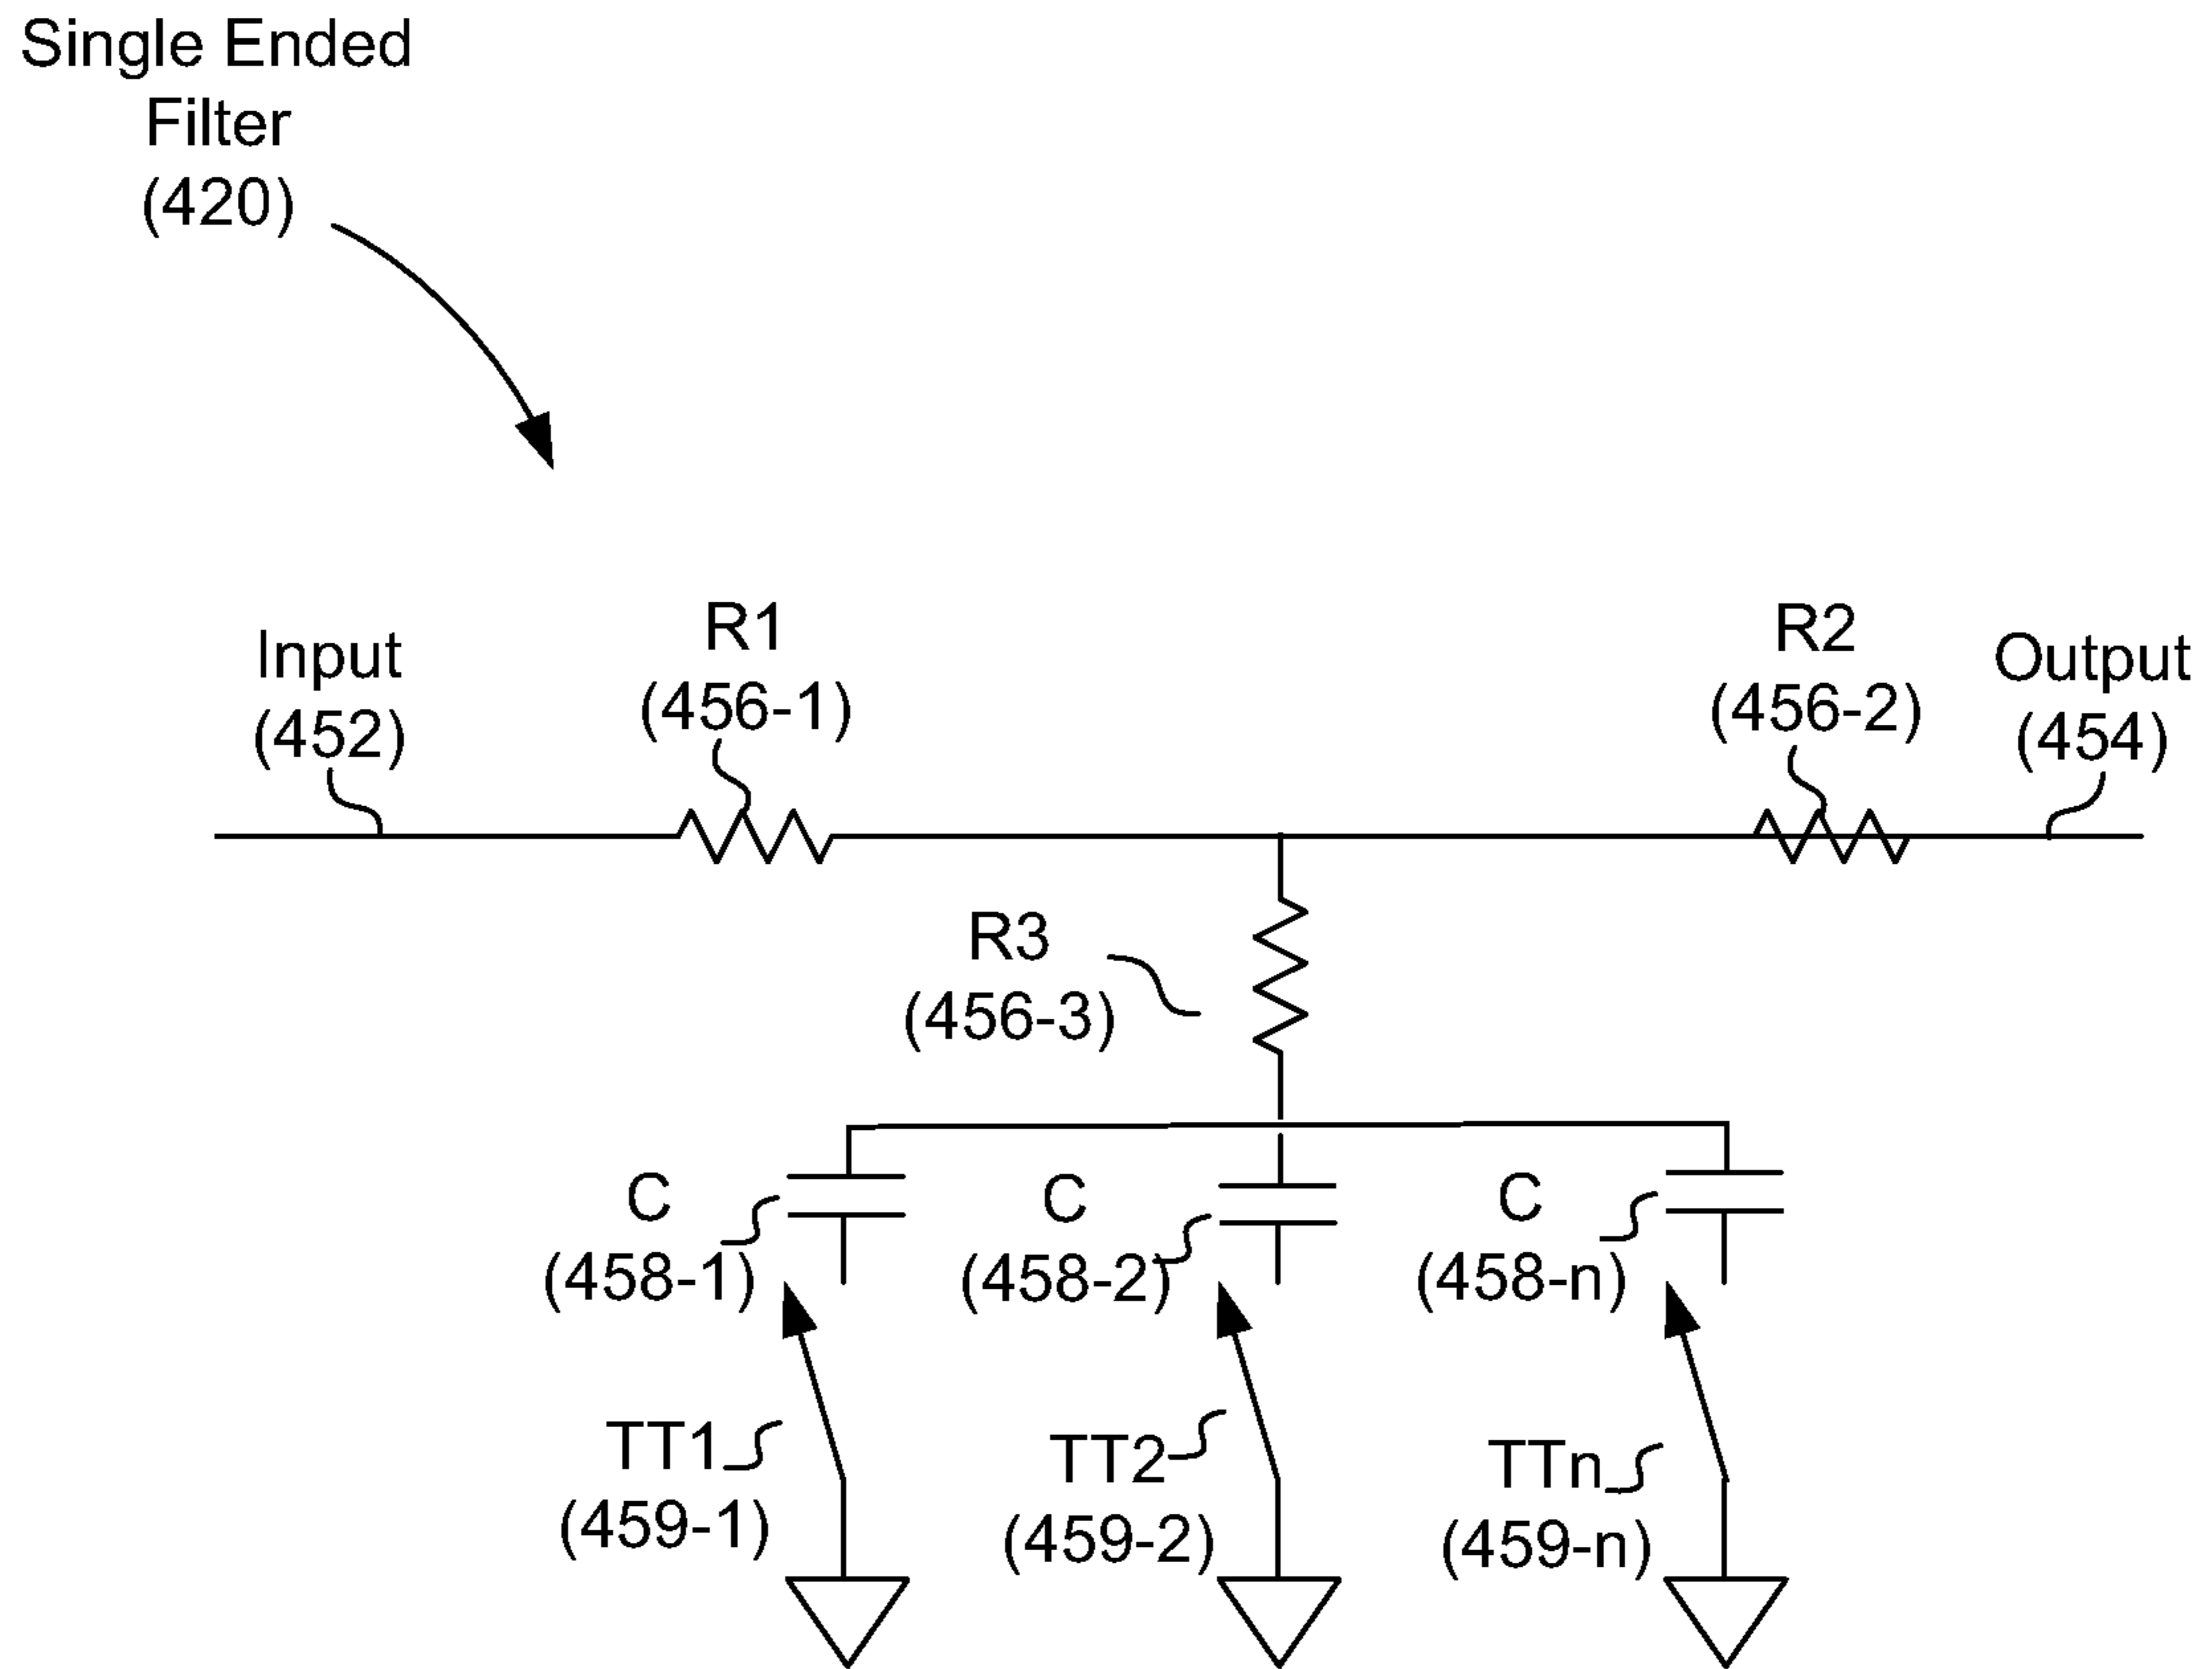 Single Ended
Filter
(420)
Input
(452)
R1
(456-1)
R2
(456-2)
Output
(454)
R3
(456-3)
C
(458-1)
C
(458-2)
C
(458-n)
TT1
(459-1)
TT2
(459-2)
TTn
(459-n)